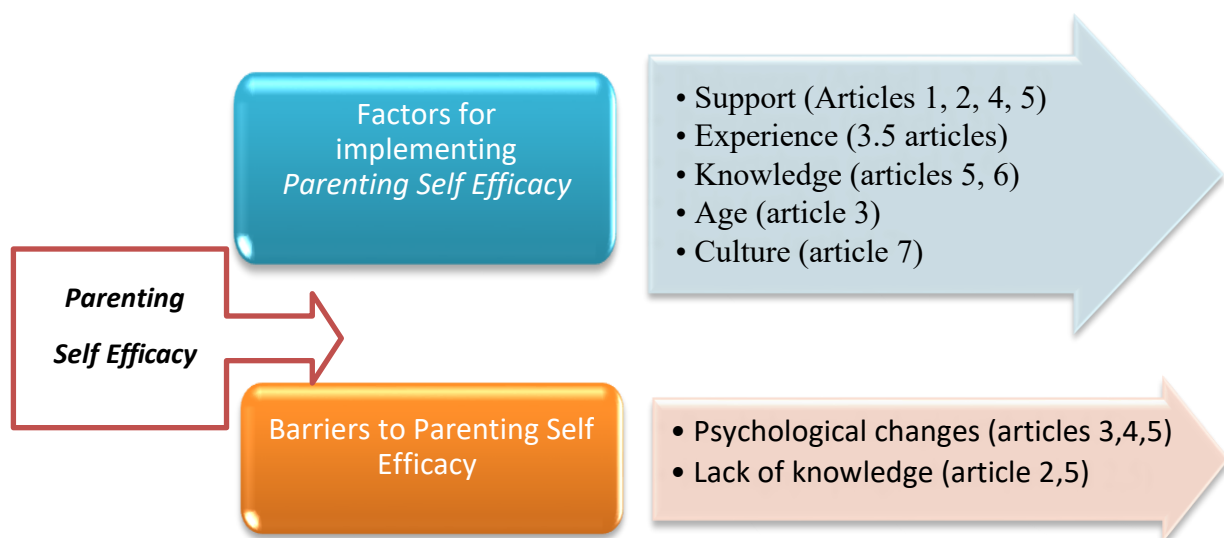 Parenting
Self Efficacy
Factors for
implementing
Parenting Self Efficacy
• Support (Articles 1, 2, 4, 5)
• Experience (3.5 articles)
• Knowledge (articles 5, 6)
• Age (article 3)
• Culture (article 7)
Barriers to Parenting Self
Efficacy
• Psychological changes (articles 3,4,5)
• Lack of knowledge (article 2,5)